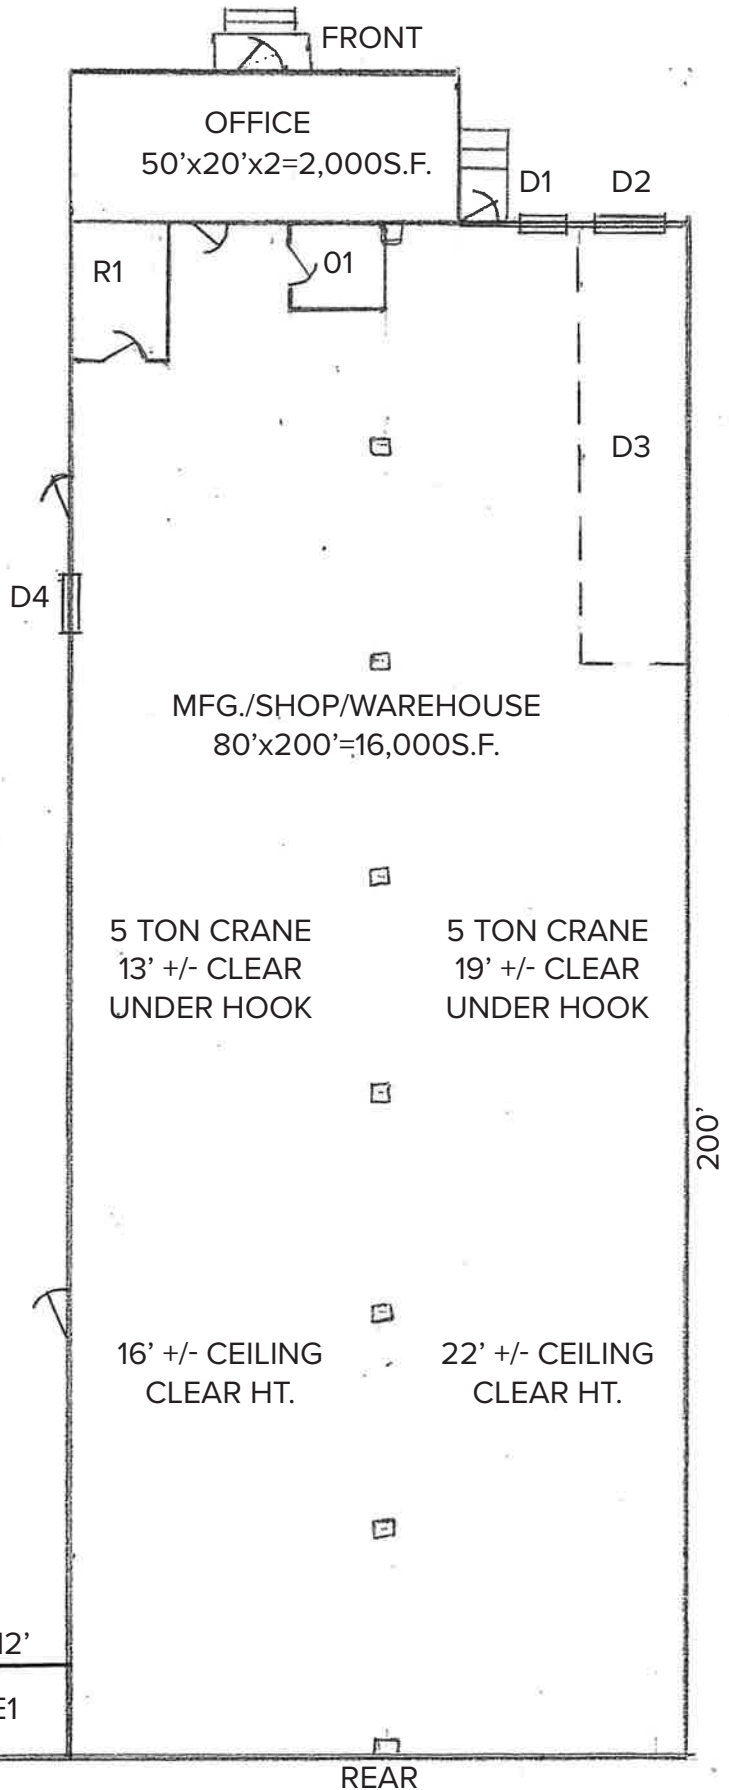 FRONT
OFFICE
50’x20’x2=2,000S.F.
D1
D2
R1
01
D3
D4
MFG./SHOP/WAREHOUSE
80’x200’=16,000S.F.
5 TON CRANE
13’ +/- CLEAR
UNDER HOOK
5 TON CRANE
19’ +/- CLEAR
UNDER HOOK
200’
16’ +/- CEILING
CLEAR HT.
22’ +/- CEILING
CLEAR HT.
12’
E1
REAR